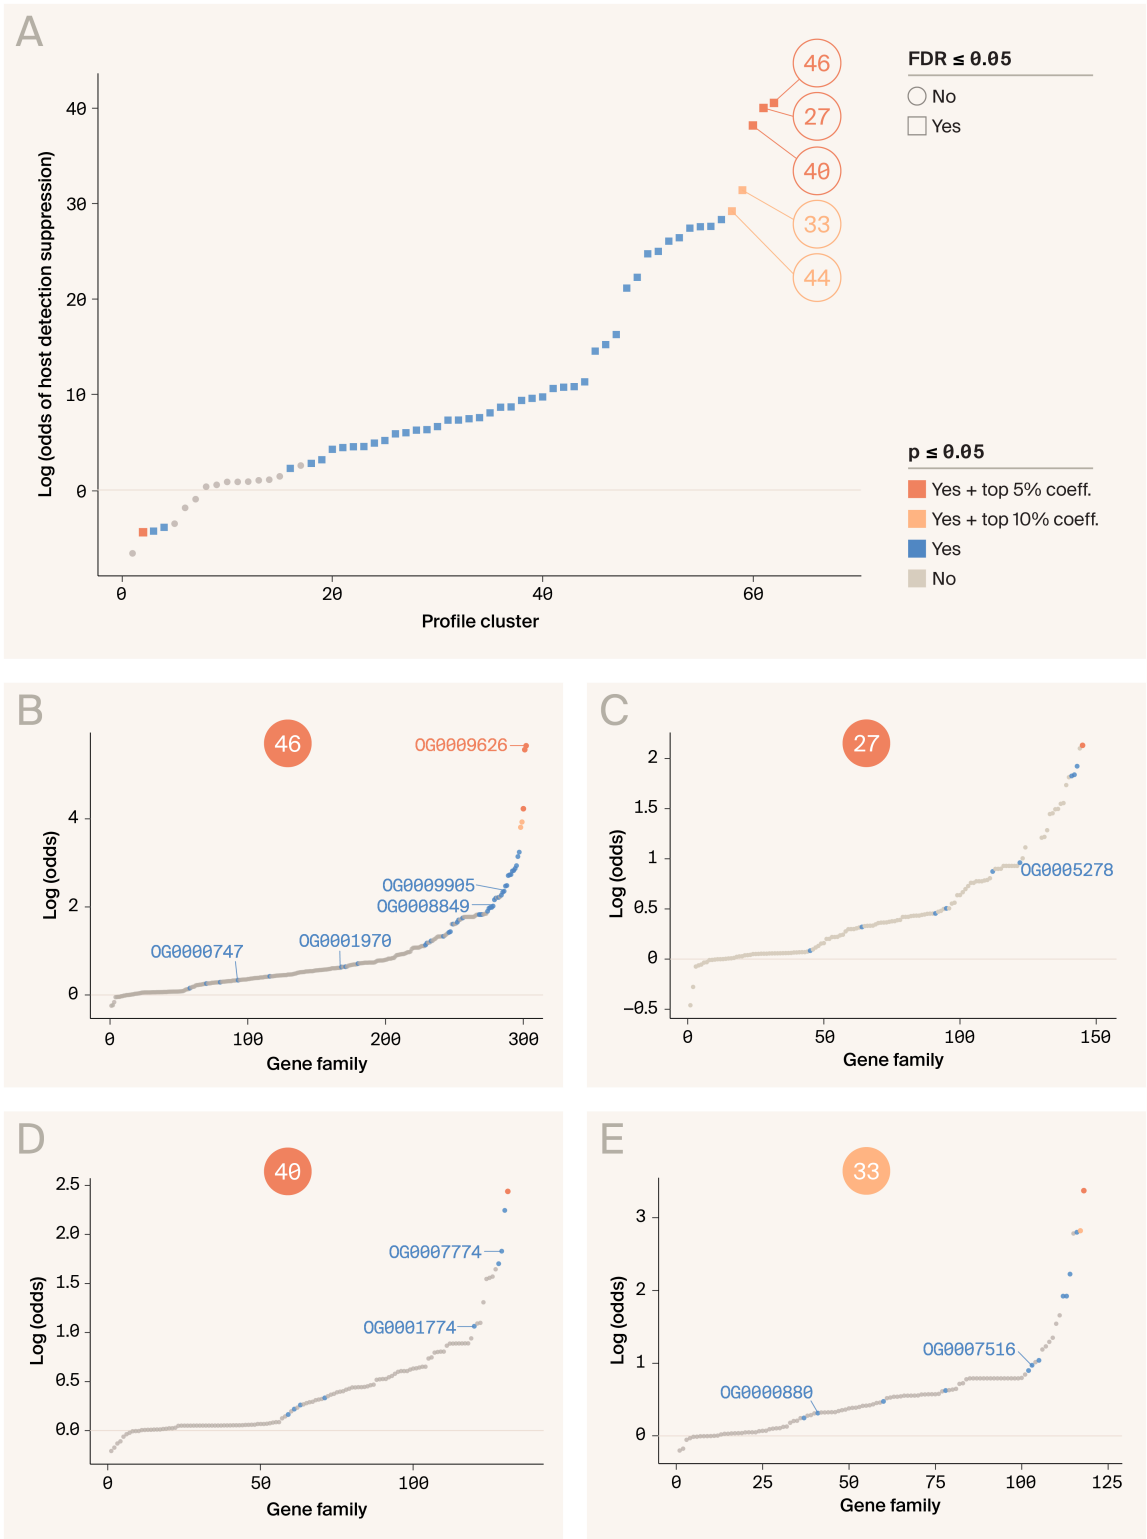 A
46
27
40
33
44
FDR ≤ 0.05
No
Yes
p ≤ 0.05
Yes + top 5% coeff.
Yes + top 10% coeff.
Yes
No
Log (odds of host detection suppression)
40
30
20
10
0
0
20
40
60
Profile cluster
B
46
OG0009626
OG0009905
OG0008849
OG0001970
OG0000747
Log (odds)
4
2
0
0
100
200
300
Gene family
C
27
OG0005278
Log (odds)
2
1.5
1
0.5
0
−0.5
0
50
100
150
Gene family
D
40
OG0007774
OG0001774
Log (odds)
2.5
2.0
1.5
1.0
0.5
0.0
0
50
100
Gene family
E
33
OG0007516
OG0000880
Log (odds)
3
2
1
0
0
25
50
75
100
125
Gene family